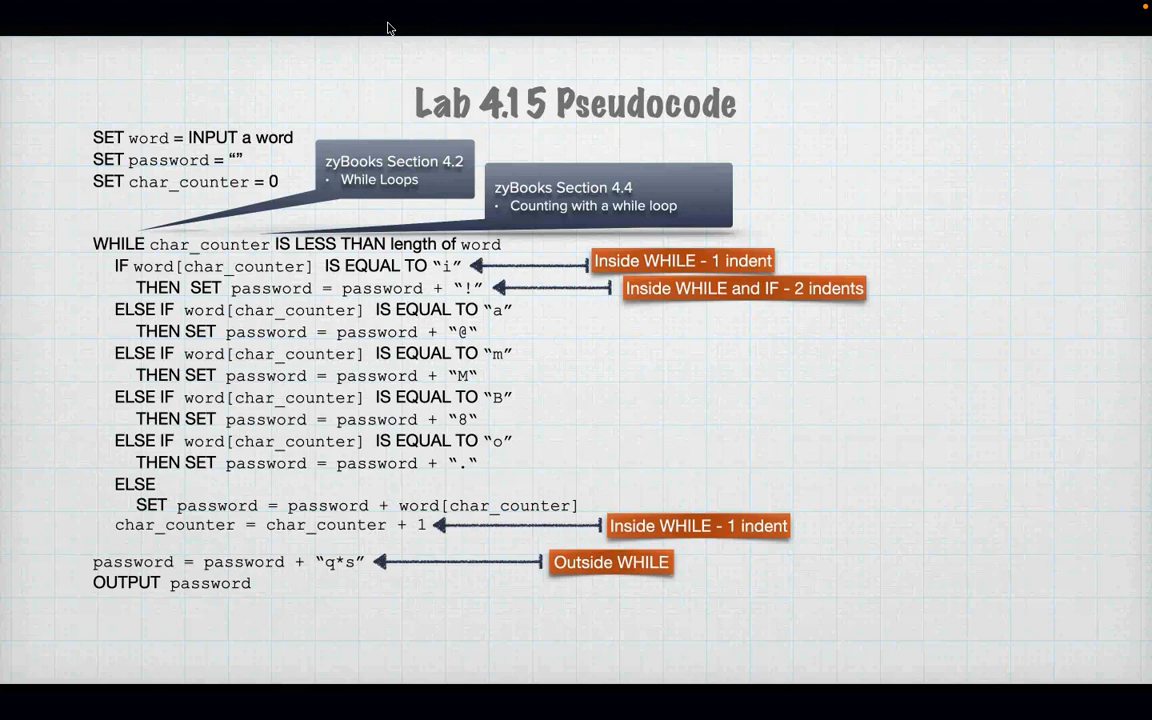 Lab 4.15 Pseudocode
SET word = INPUT a word
SET password = “”
SET char_counter = 0
zyBooks Section 4.2
• While Loops
zyBooks Section 4.4
• Counting with a while loop
WHILE char_counter IS LESS THAN length of word
IF word[char_counter] IS EQUAL TO “i”
Inside WHILE - 1 indent
THEN SET password = password + “!”
Inside WHILE and IF - 2 indents
ELSE IF word[char_counter] IS EQUAL TO “a”
THEN SET password = password + “@“
ELSE IF word[char_counter] IS EQUAL TO “m”
THEN SET password = password + “M“
ELSE IF word[char_counter] IS EQUAL TO “B”
THEN SET password = password + “8“
ELSE IF word[char_counter] IS EQUAL TO “o”
THEN SET password = password + “.“
ELSE
SET password = password + word[char_counter]
char_counter = char_counter + 1
Inside WHILE - 1 indent
password = password + “q*s”
Outside WHILE
OUTPUT password